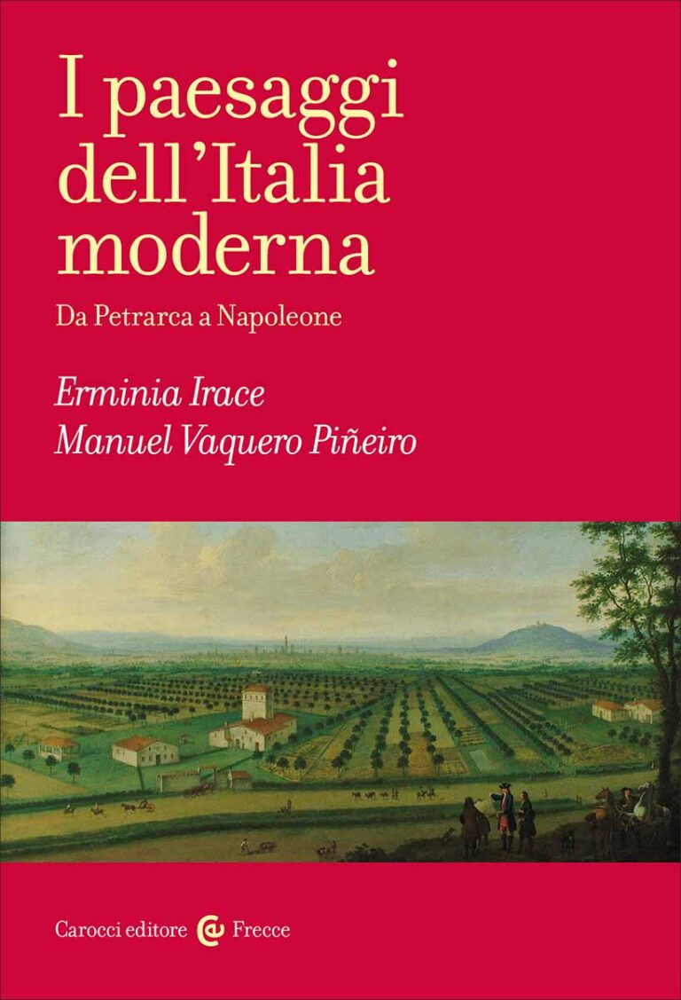 I paesaggi
dell’Italia
moderna
Da Petrarca a Napoleone
Erminia Irace
Manuel Vaquero Piñeiro
Carocci editore Frecce